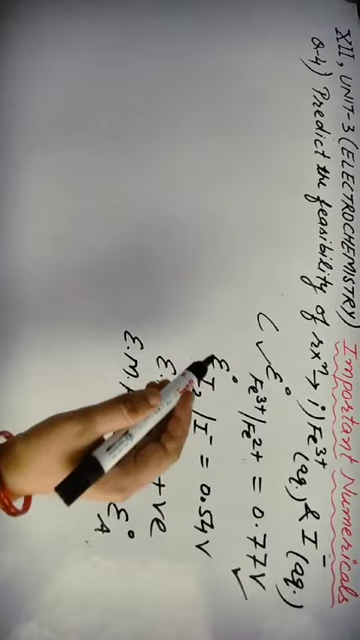 XII, UNIT-3 (ELECTROCHEMISTRY) Important Numericals
Q-4) Predict the feasibility of rxⁿ → i) Fe³⁺(aq.) & I⁻(aq.)
E° Fe³⁺/Fe²⁺ = 0.77V ✓
E° I₂/I⁻ = 0.54V
+ve
E.M. E°A